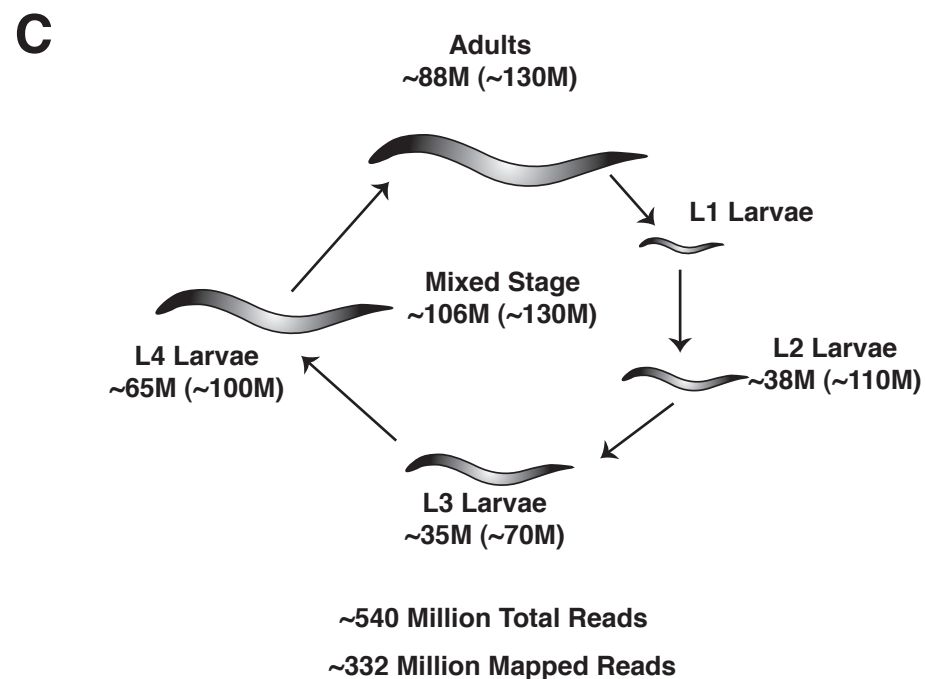 C
Adults
~88M (~130M)
L1 Larvae
Mixed Stage
~106M (~130M)
L2 Larvae
~38M (~110M)
L4 Larvae
~65M (~100M)
L3 Larvae
~35M (~70M)
~540 Million Total Reads
~332 Million Mapped Reads